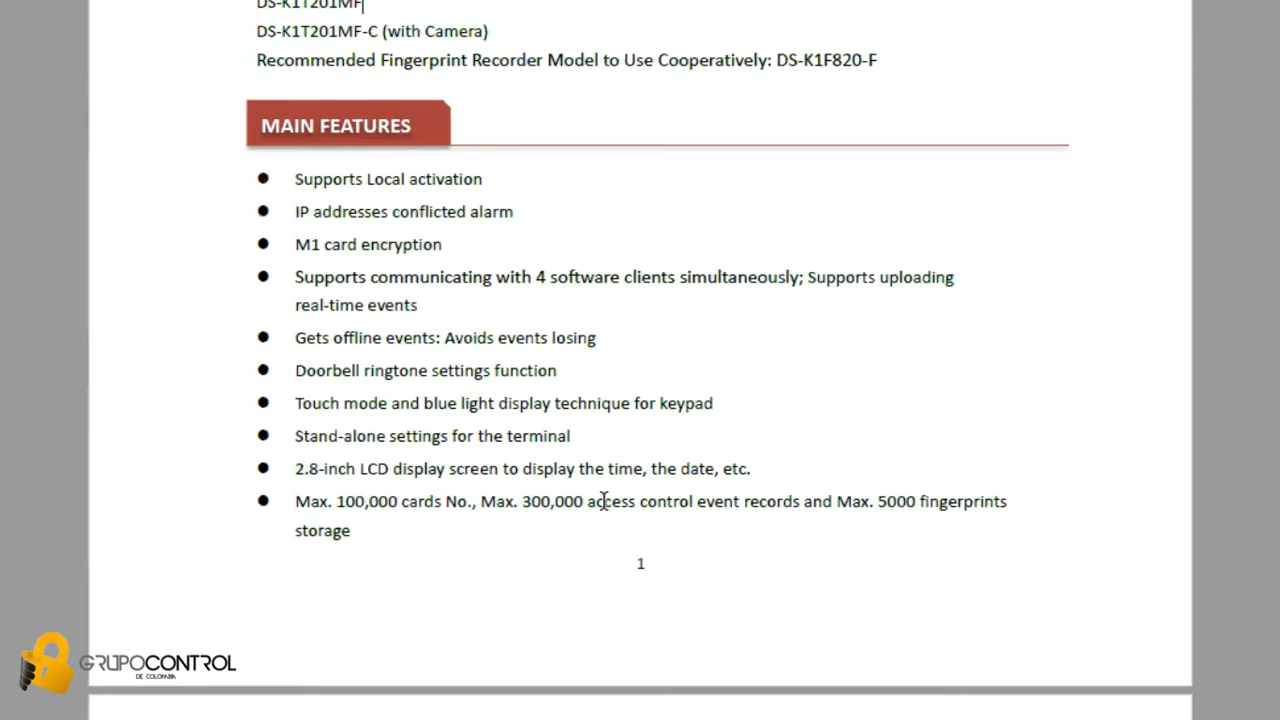 DS-K1T201MF
DS-K1T201MF-C (with Camera)
Recommended Fingerprint Recorder Model to Use Cooperatively: DS-K1F820-F
MAIN FEATURES
● Supports Local activation
● IP addresses conflicted alarm
● M1 card encryption
● Supports communicating with 4 software clients simultaneously; Supports uploading
real-time events
● Gets offline events: Avoids events losing
● Doorbell ringtone settings function
● Touch mode and blue light display technique for keypad
● Stand-alone settings for the terminal
● 2.8-inch LCD display screen to display the time, the date, etc.
● Max. 100,000 cards No., Max. 300,000 access control event records and Max. 5000 fingerprints
storage
1
GRUPOCONTROL
DE COLOMBIA